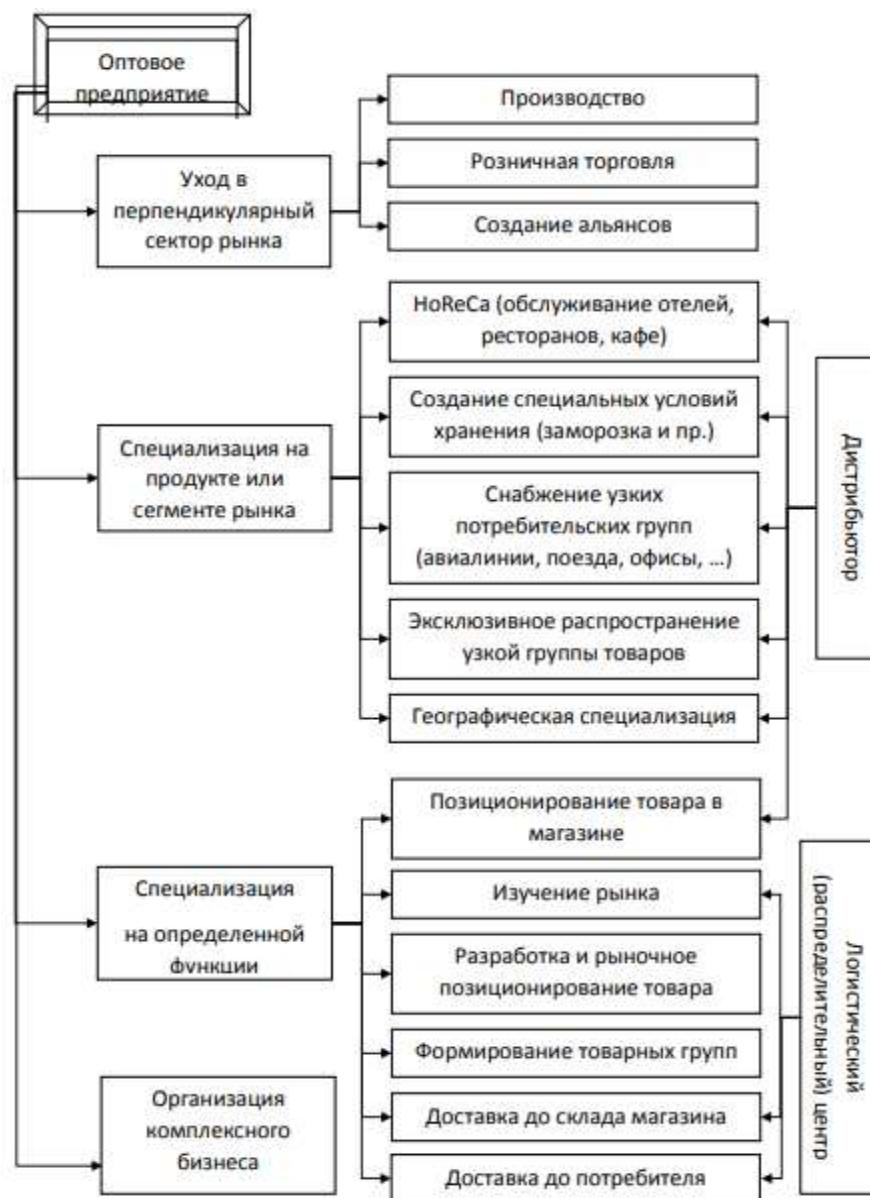 Оптовое
предприятие
Производство
Розничная торговля
Создание альянсов
Уход в
перпендикулярный
сектор рынка
HoReCa (обслуживание отелей,
ресторанов, кафе)
Создание специальных условий
хранения (заморозка и пр.)
Снабжение узких
потребительских групп
(авиалинии, поезда, офисы, ...)
Эксклюзивное распространение
узкой группы товаров
Географическая специализация
Специализация на
продукте или
сегменте рынка
Дистрибьютор
Позиционирование товара в
магазине
Изучение рынка
Разработка и рыночное
позиционирование товара
Формирование товарных групп
Доставка до склада магазина
Доставка до потребителя
Специализация
на определенной
функции
Логистический
(распределительный) центр
Организация
комплексного
бизнеса